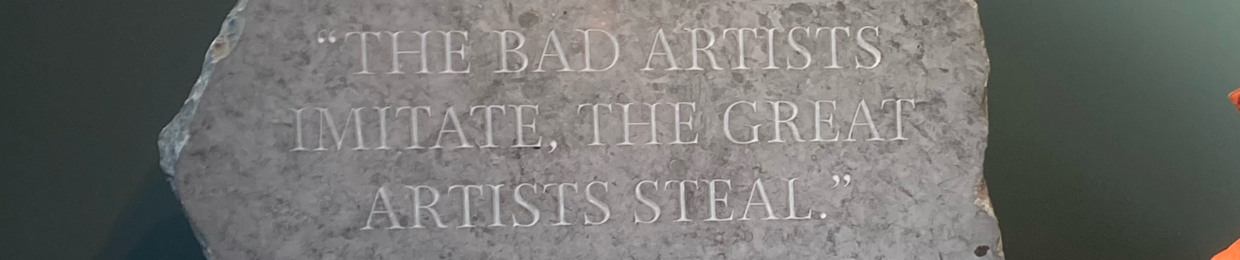 “THE BAD ARTISTS
IMITATE, THE GREAT
ARTISTS STEAL.”